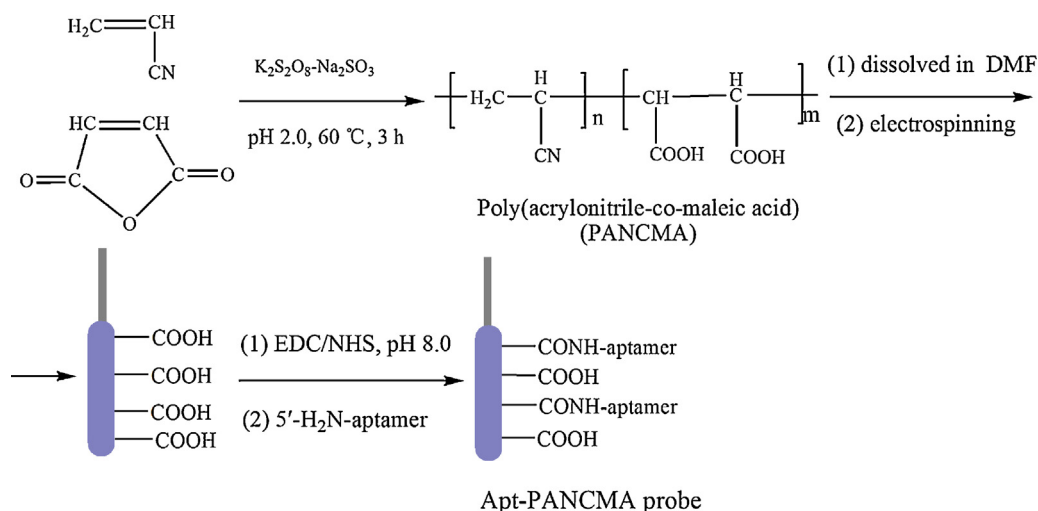 H₂C CH
CN
HC CH
O C C O
O
K₂S₂O₈-Na₂SO₃
pH 2.0, 60 ℃, 3 h
H H
H₂C C CH C
n m
CN COOH COOH
Poly(acrylonitrile-co-maleic acid)
(PANCMA)
(1) dissolved in DMF
(2) electrospinning
COOH
COOH
COOH
COOH
(1) EDC/NHS, pH 8.0
(2) 5′-H₂N-aptamer
CONH-aptamer
COOH
CONH-aptamer
COOH
Apt-PANCMA probe